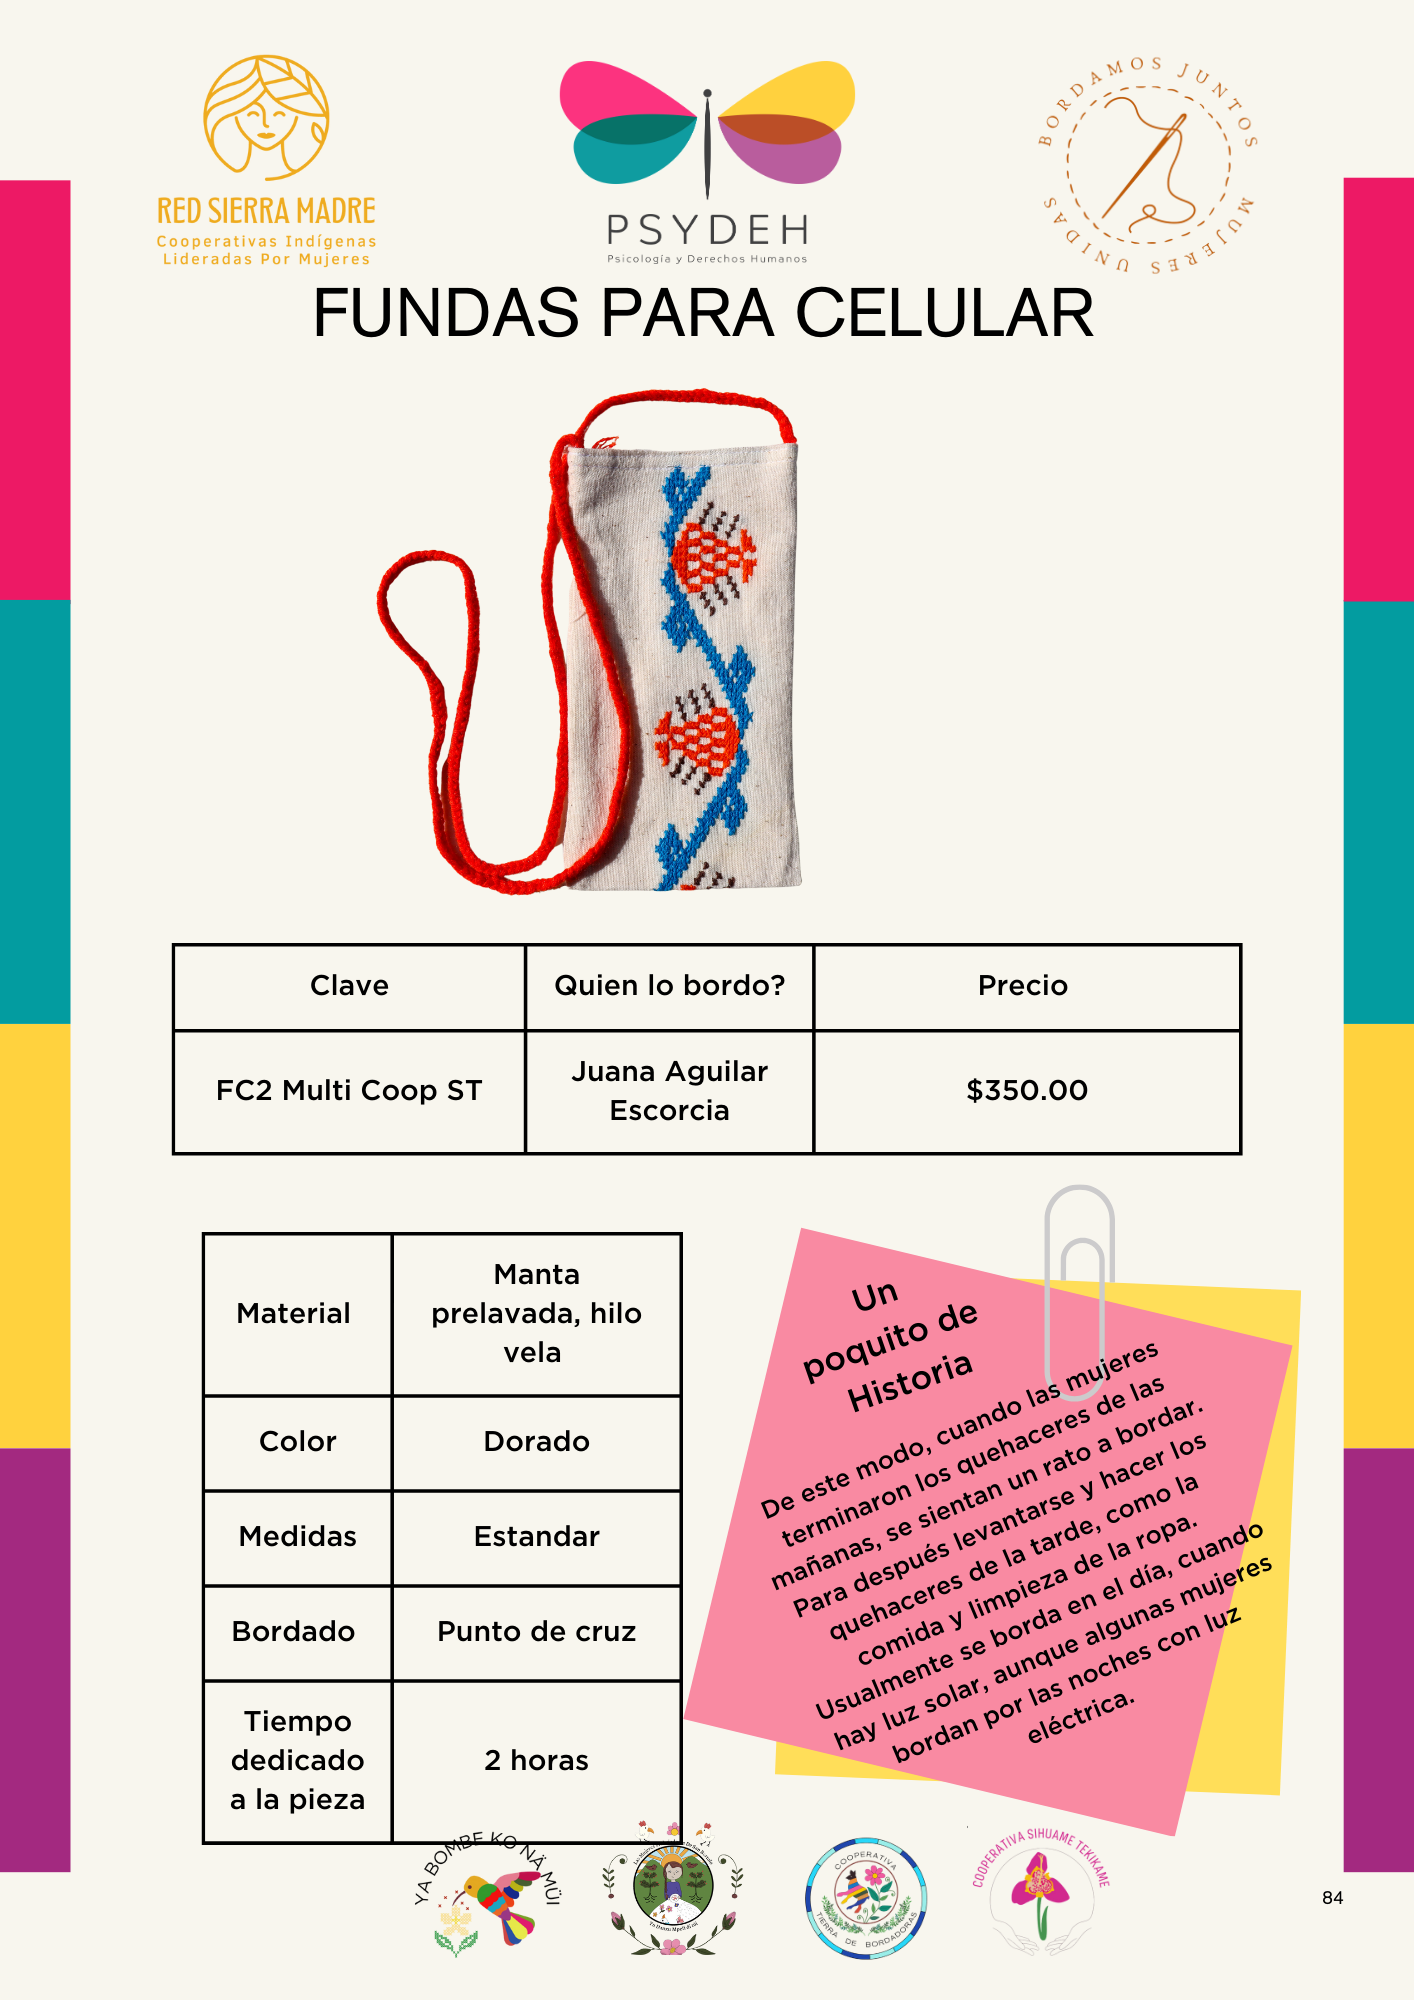 RED SIERRA MADRE
Cooperativas Indígenas
Lideradas Por Mujeres
PSYDEH
Psicología y Derechos Humanos
BORDAMOS JUNTOS
MUJERES UNIDAS
FUNDAS PARA CELULAR
Clave
Quien lo bordo?
Precio
FC2 Multi Coop ST
Juana Aguilar
Escorcia
$350.00
Material
Manta
prelavada, hilo
vela
Color
Dorado
Medidas
Estandar
Bordado
Punto de cruz
Tiempo
dedicado
a la pieza
2 horas
Un
poquito de
Historia
De este modo, cuando las mujeres
terminaron los quehaceres de las
mañanas, se sientan un rato a bordar.
Para después levantarse y hacer los
quehaceres de la tarde, como la
comida y limpieza de la ropa.
Usualmente se borda en el día, cuando
hay luz solar, aunque algunas mujeres
bordan por las noches con luz
eléctrica.
YA BOMBE KO NÄ MÜI
COOPERATIVA
TIERRA DE BORDADORAS
COOPERATIVA SIHUAME TEKIKAME
84